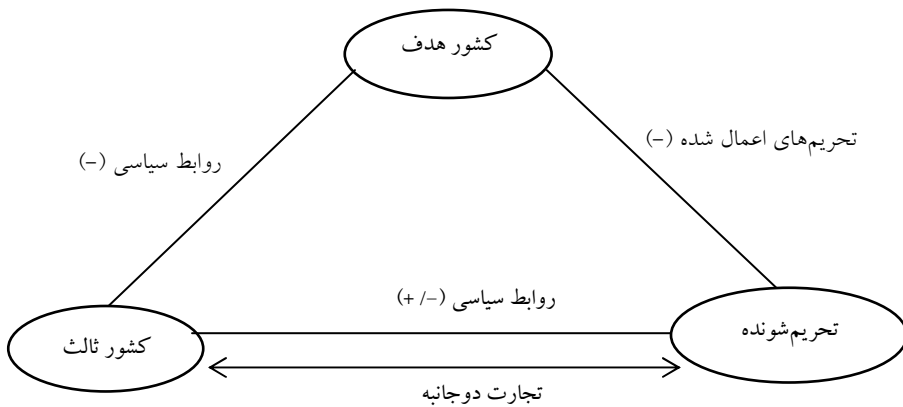 کشور هدف
تحریم‌های اعمال شده (–)
روابط سیاسی (–)
روابط سیاسی (–/ +)
تحریم‌شونده
کشور ثالث
تجارت دوجانبه